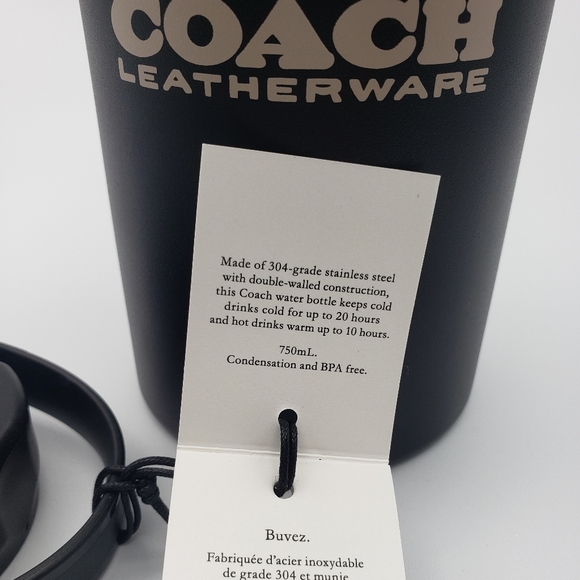 COACH
LEATHERWARE
Made of 304-grade stainless steel
with double-walled construction,
this Coach water bottle keeps cold
drinks cold for up to 20 hours
and hot drinks warm up to 10 hours.
750mL.
Condensation and BPA free.
Buvez.
Fabriquée d'acier inoxydable
de grade 304 et munie